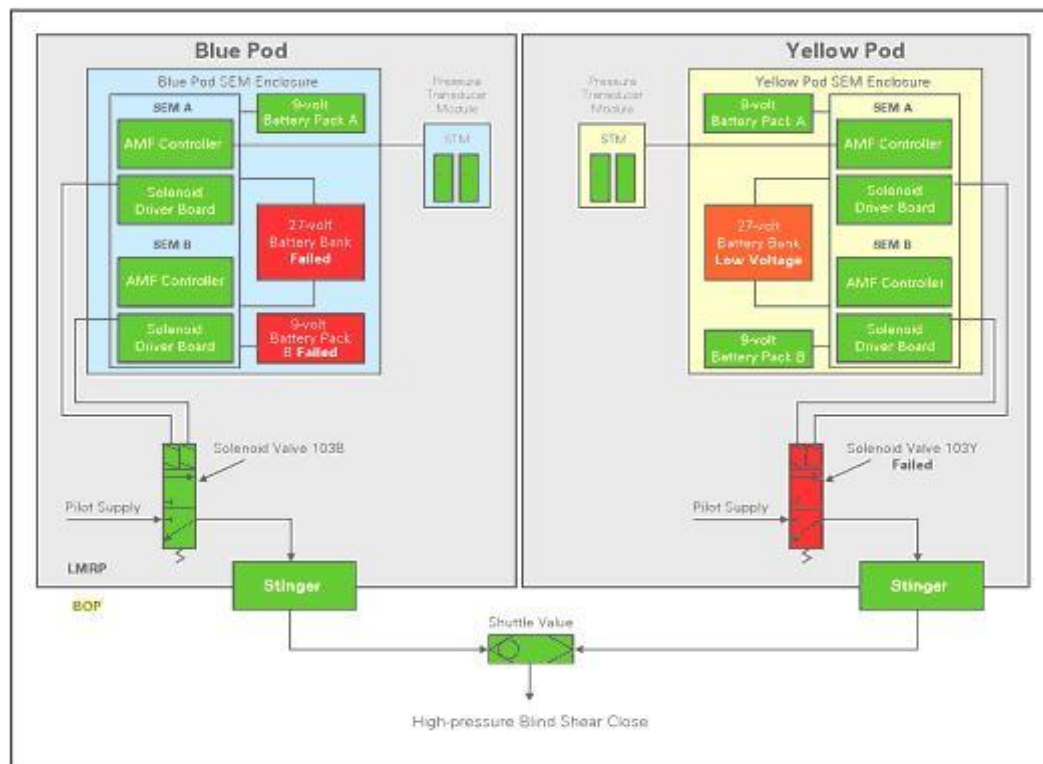 Blue Pod
Blue Pod SEM Enclosure
SEM A
9-volt
Battery Pack A
AMF Controller
Solenoid
Driver Board
27-volt
Battery Bank
Failed
SEM B
AMF Controller
Solenoid
Driver Board
9-volt
Battery Pack
B Failed
Pressure
Transducer
Module
STM
Solenoid Valve 103B
Pilot Supply
LMRP
Stinger
BOP
Yellow Pod
Pressure
Transducer
Module
STM
Yellow Pod SEM Enclosure
9-volt
Battery Pack A
SEM A
AMF Controller
Solenoid
Driver Board
27-volt
Battery Bank
Low Voltage
SEM B
AMF Controller
9-volt
Battery Pack B
Solenoid
Driver Board
Solenoid Valve 103Y
Failed
Pilot Supply
Stinger
Shuttle Value
High-pressure Blind Shear Close